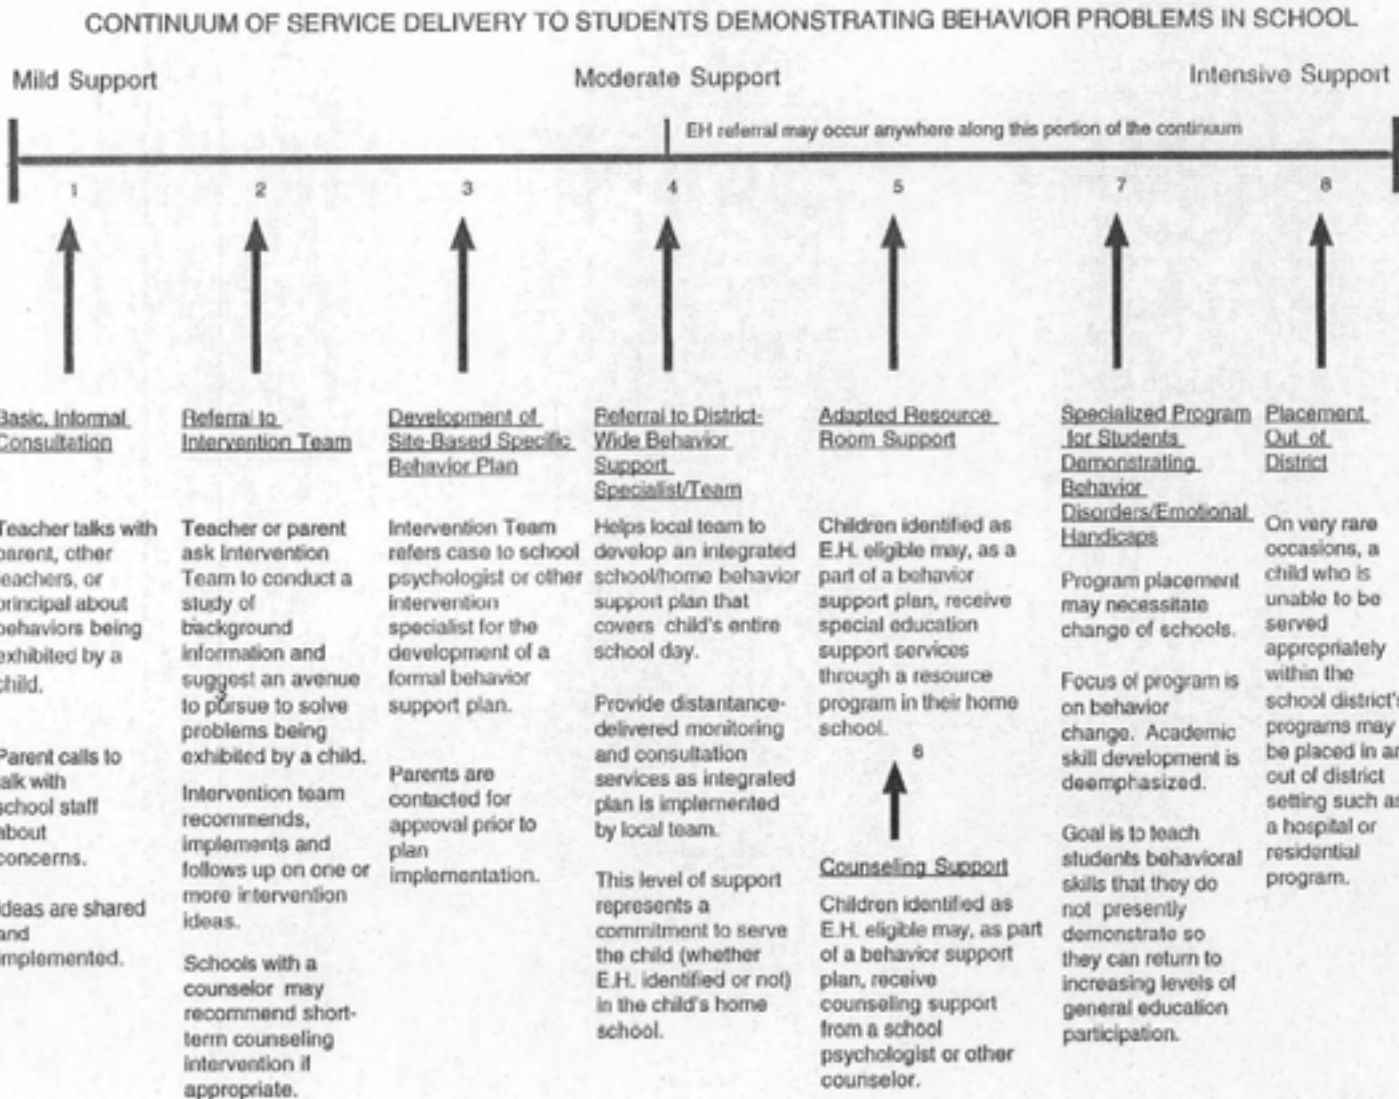 CONTINUUM OF SERVICE DELIVERY TO STUDENTS DEMONSTRATING BEHAVIOR PROBLEMS IN SCHOOL
Mild Support
Moderate Support
Intensive Support
EH referral may occur anywhere along this portion of the continuum
1
2
3
4
5
7
8
Basic, Informal
Consultation
Teacher talks with
parent, other
teachers, or
principal about
behaviors being
exhibited by a
child.
Parent calls to
talk with
school staff
about
concerns.
Ideas are shared
and
implemented.
Referral to
Intervention Team
Teacher or parent
ask Intervention
Team to conduct a
study of
background
information and
suggest an avenue
to pursue to solve
problems being
exhibited by a child.
Intervention team
recommends,
implements and
follows up on one or
more intervention
ideas.
Schools with a
counselor may
recommend short-
term counseling
intervention if
appropriate.
Development of
Site-Based Specific
Behavior Plan
Intervention Team
refers case to school
psychologist or other
intervention
specialist for the
development of a
formal behavior
support plan.
Parents are
contacted for
approval prior to
plan
implementation.
Referral to District-
Wide Behavior
Support
Specialist/Team
Helps local team to
develop an integrated
school/home behavior
support plan that
covers child's entire
school day.
Provide distantance-
delivered monitoring
and consultation
services as integrated
plan is implemented
by local team.
This level of support
represents a
commitment to serve
the child (whether
E.H. identified or not)
in the child's home
school.
Adapted Resource
Room Support
Children identified as
E.H. eligible may, as a
part of a behavior
support plan, receive
special education
support services
through a resource
program in their home
school.
6
Counseling Support
Children identified as
E.H. eligible may, as part
of a behavior support
plan, receive
counseling support
from a school
psychologist or other
counselor.
Specialized Program
for Students
Demonstrating
Behavior
Disorders/Emotional
Handicaps
Program placement
may necessitate
change of schools.
Focus of program is
on behavior
change. Academic
skill development is
deemphasized.
Goal is to teach
students behavioral
skills that they do
not presently
demonstrate so
they can return to
increasing levels of
general education
participation.
Placement
Out of
District
On very rare
occasions, a
child who is
unable to be
served
appropriately
within the
school district's
programs may
be placed in an
out of district
setting such as
a hospital or
residential
program.